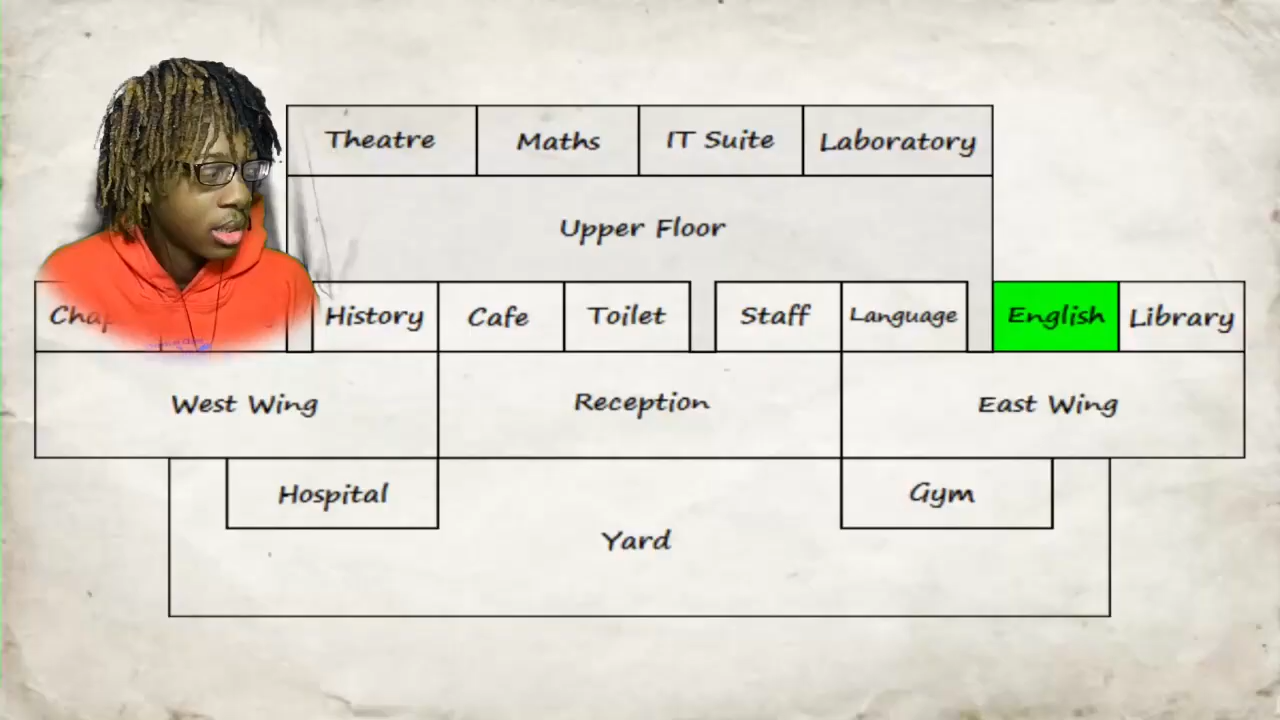 Theatre
Maths
IT Suite
Laboratory
Upper Floor
History
Cafe
Toilet
Staff
Language
English
Library
West Wing
Reception
East Wing
Hospital
Gym
Yard